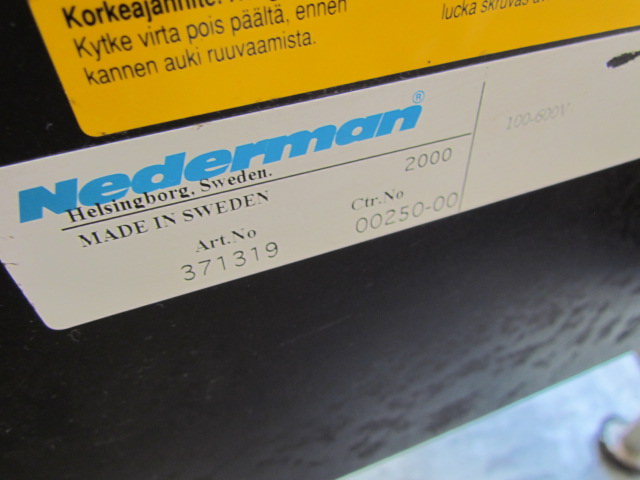 Korkeajännite.
Kytke virta pois päältä, ennen
kannen auki ruuvaamista.
lucka skruvas
Nederman®
Helsingborg, Sweden.
2000
100-600V
MADE IN SWEDEN
Art.No
371319
Ctr.No
00250-00